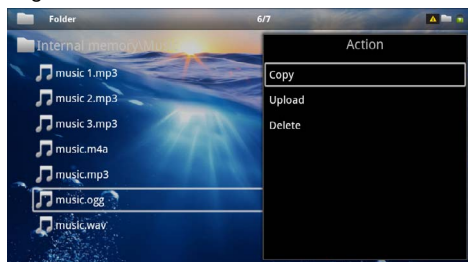 Folder
6/7
Internal memory\Mus
Action
music 1.mp3
Copy
music 2.mp3
Upload
music 3.mp3
Delete
music.m4a
music.mp3
music.ogg
music.wav